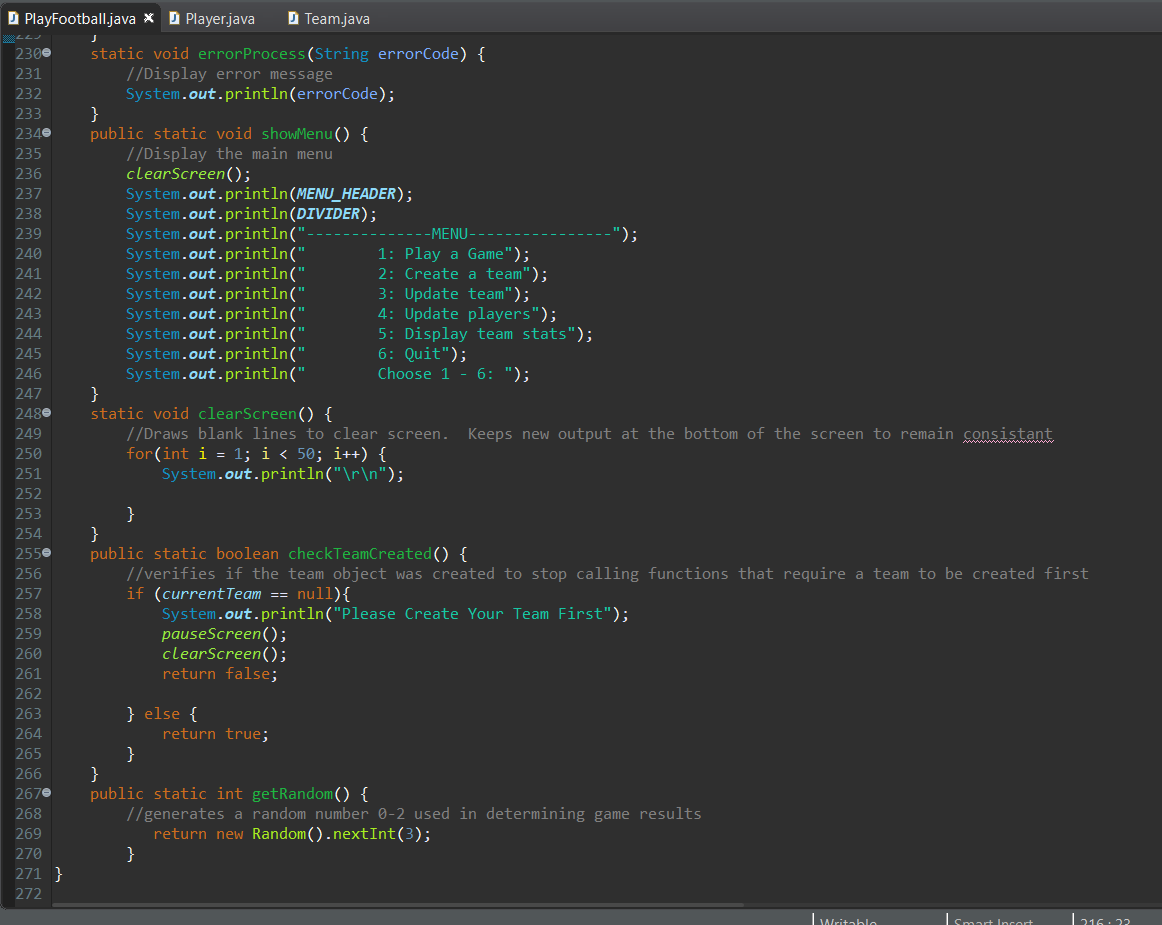 PlayFootball.java Player.java Team.java
229 }
230 static void errorProcess(String errorCode) {
231 //Display error message
232 System.out.println(errorCode);
233 }
234 public static void showMenu() {
235 //Display the main menu
236 clearScreen();
237 System.out.println(MENU_HEADER);
238 System.out.println(DIVIDER);
239 System.out.println("--------------MENU----------------");
240 System.out.println("        1: Play a Game");
241 System.out.println("        2: Create a team");
242 System.out.println("        3: Update team");
243 System.out.println("        4: Update players");
244 System.out.println("        5: Display team stats");
245 System.out.println("        6: Quit");
246 System.out.println("        Choose 1 - 6: ");
247 }
248 static void clearScreen() {
249 //Draws blank lines to clear screen.  Keeps new output at the bottom of the screen to remain consistant
250 for(int i = 1; i < 50; i++) {
251 System.out.println("\r\n");
252
253 }
254 }
255 public static boolean checkTeamCreated() {
256 //verifies if the team object was created to stop calling functions that require a team to be created first
257 if (currentTeam == null){
258 System.out.println("Please Create Your Team First");
259 pauseScreen();
260 clearScreen();
261 return false;
262
263 } else {
264 return true;
265 }
266 }
267 public static int getRandom() {
268 //generates a random number 0-2 used in determining game results
269 return new Random().nextInt(3);
270 }
271 }
272
Writable Smart Insert 216 : 23